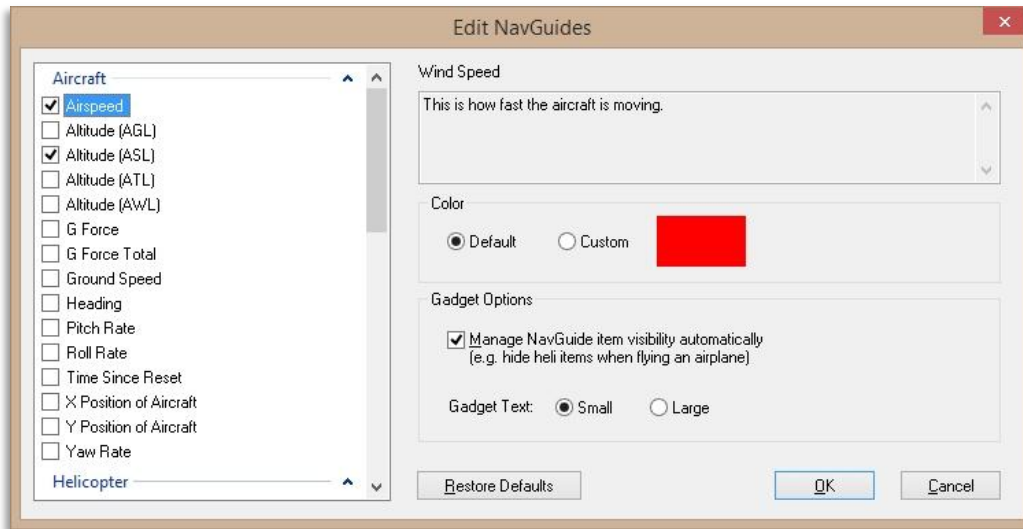 Edit NavGuides
Aircraft
Airspeed
Altitude (AGL)
Altitude (ASL)
Altitude (ATL)
Altitude (AWL)
G Force
G Force Total
Ground Speed
Heading
Pitch Rate
Roll Rate
Time Since Reset
X Position of Aircraft
Y Position of Aircraft
Yaw Rate
Helicopter
Wind Speed
This is how fast the aircraft is moving.
Color
Default Custom
Gadget Options
Manage NavGuide item visibility automatically
(e.g. hide heli items when flying an airplane)
Gadget Text: Small Large
Restore Defaults OK Cancel